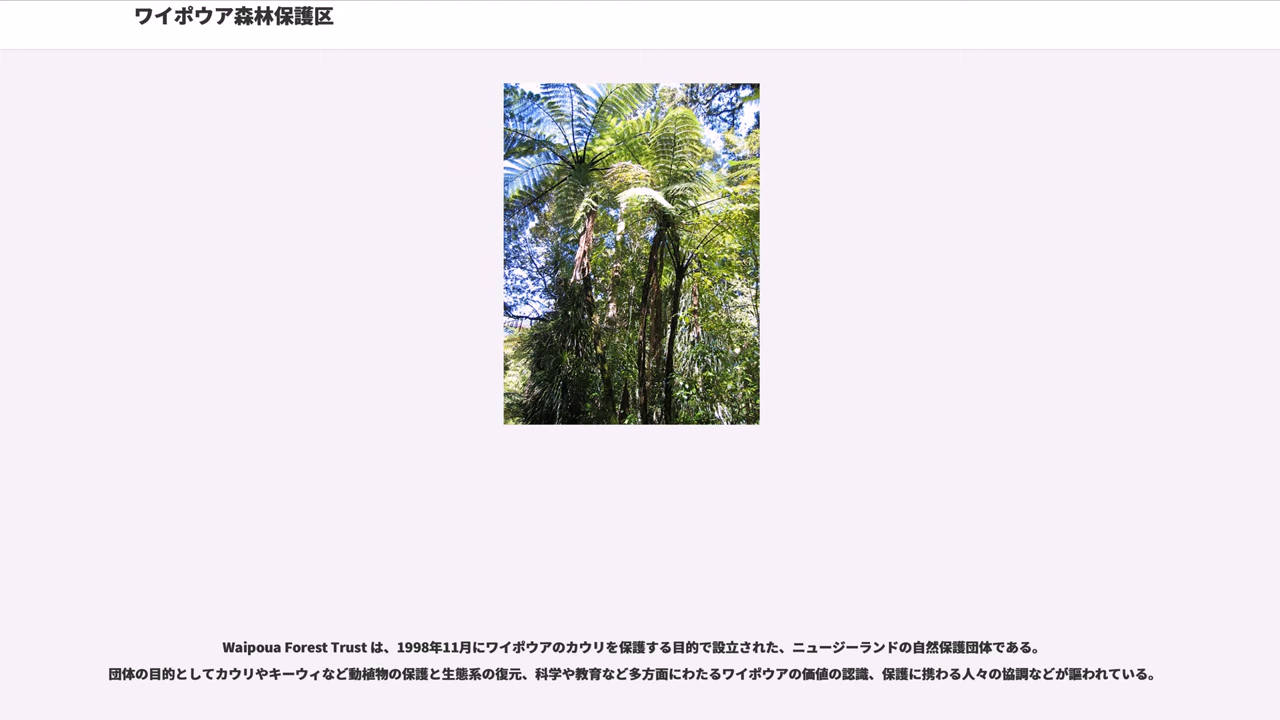 ワイポウア森林保護区
Waipoua Forest Trust は、1998年11月にワイポウアのカウリを保護する目的で設立された、ニュージーランドの自然保護団体である。
団体の目的としてカウリやキーウィなど動植物の保護と生態系の復元、科学や教育など多方面にわたるワイポウアの価値の認識、保護に携わる人々の協調などが謳われている。